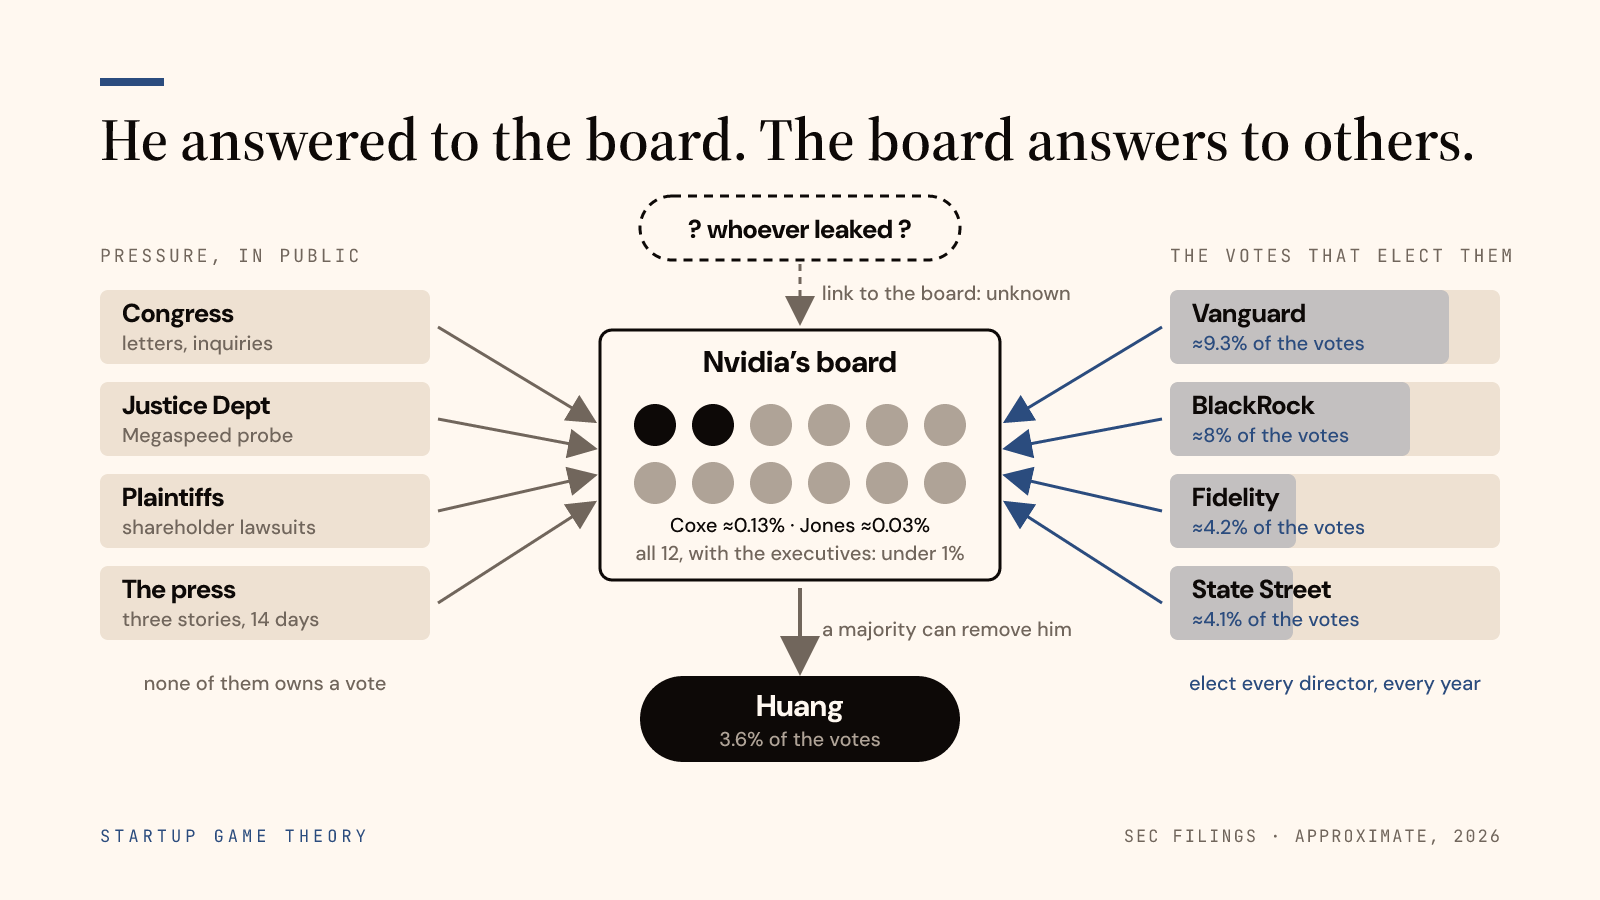 He answered to the board. The board answers to others.
? whoever leaked ?
link to the board: unknown
PRESSURE, IN PUBLIC
Congress
letters, inquiries
Justice Dept
Megaspeed probe
Plaintiffs
shareholder lawsuits
The press
three stories, 14 days
none of them owns a vote
Nvidia’s board
Coxe ≈0.13% · Jones ≈0.03%
all 12, with the executives: under 1%
a majority can remove him
Huang
3.6% of the votes
THE VOTES THAT ELECT THEM
Vanguard
≈9.3% of the votes
BlackRock
≈8% of the votes
Fidelity
≈4.2% of the votes
State Street
≈4.1% of the votes
elect every director, every year
STARTUP GAME THEORY
SEC FILINGS · APPROXIMATE, 2026